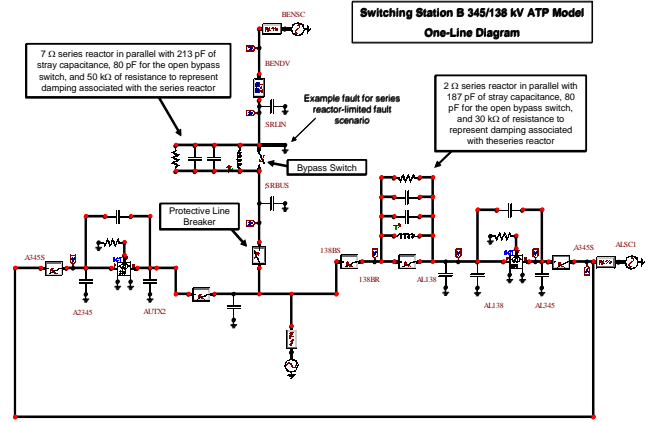 Switching Station B 345/138 kV ATP Model
One-Line Diagram
BENSC
7 Ω series reactor in parallel with 213 pF of
stray capacitance, 80 pF for the open bypass
switch, and 50 kΩ of resistance to represent
damping associated with the series reactor
BENDV
Example fault for series
reactor-limited fault
scenario
2 Ω series reactor in parallel with
187 pF of stray capacitance, 80
pF for the open bypass switch,
and 30 kΩ of resistance to
represent damping associated
with theseries reactor
SRLIN
Bypass Switch
SRBUS
Protective Line
Breaker
A345S
138BS
A345S
ALSC1
138BR
AL138
AL138
AL345
A2345
AUTX2